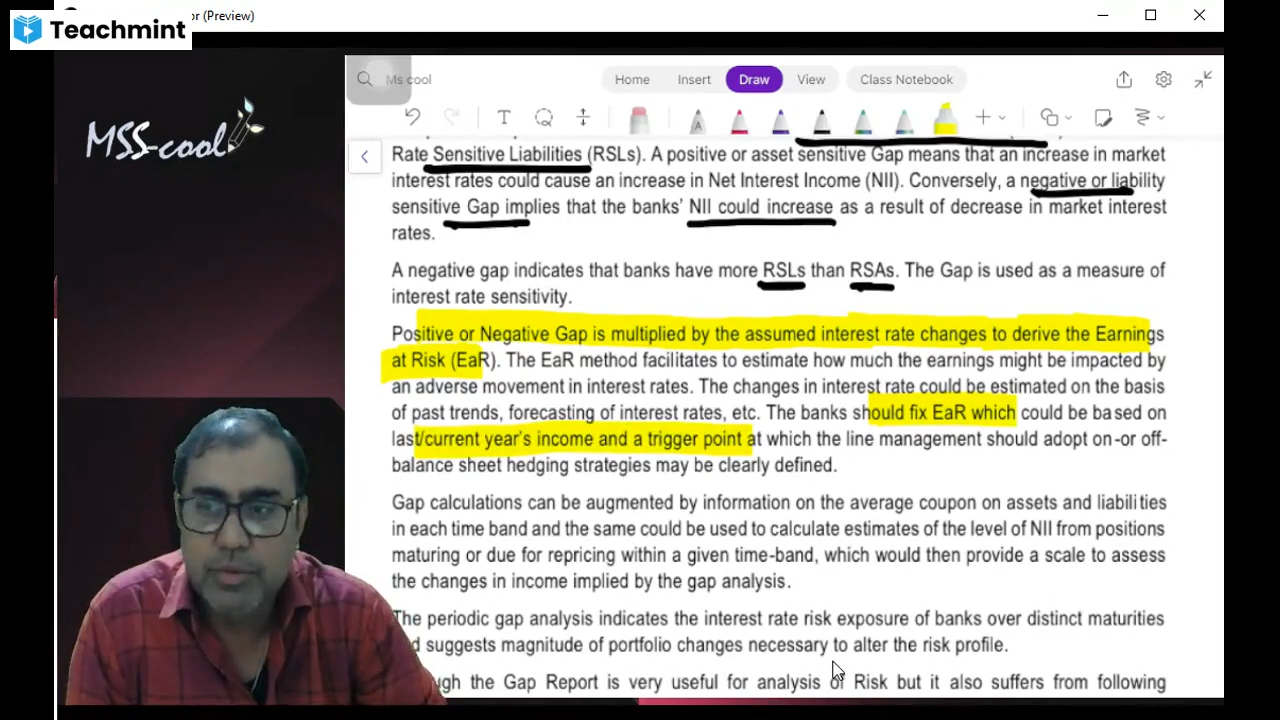 or (Preview)
Teachmint
Ms cool
Home Insert Draw View Class Notebook
MSS-cool
Rate Sensitive Liabilities (RSLs). A positive or asset sensitive Gap means that an increase in market
interest rates could cause an increase in Net Interest Income (NII). Conversely, a negative or liability
sensitive Gap implies that the banks' NII could increase as a result of decrease in market interest
rates.
A negative gap indicates that banks have more RSLs than RSAs. The Gap is used as a measure of
interest rate sensitivity.
Positive or Negative Gap is multiplied by the assumed interest rate changes to derive the Earnings
at Risk (EaR). The EaR method facilitates to estimate how much the earnings might be impacted by
an adverse movement in interest rates. The changes in interest rate could be estimated on the basis
of past trends, forecasting of interest rates, etc. The banks should fix EaR which could be based on
last/current year's income and a trigger point at which the line management should adopt on-or off-
balance sheet hedging strategies may be clearly defined.
Gap calculations can be augmented by information on the average coupon on assets and liabilities
in each time band and the same could be used to calculate estimates of the level of NII from positions
maturing or due for repricing within a given time-band, which would then provide a scale to assess
the changes in income implied by the gap analysis.
The periodic gap analysis indicates the interest rate risk exposure of banks over distinct maturities
suggests magnitude of portfolio changes necessary to alter the risk profile.
the Gap Report is very useful for analysis of Risk but it also suffers from following